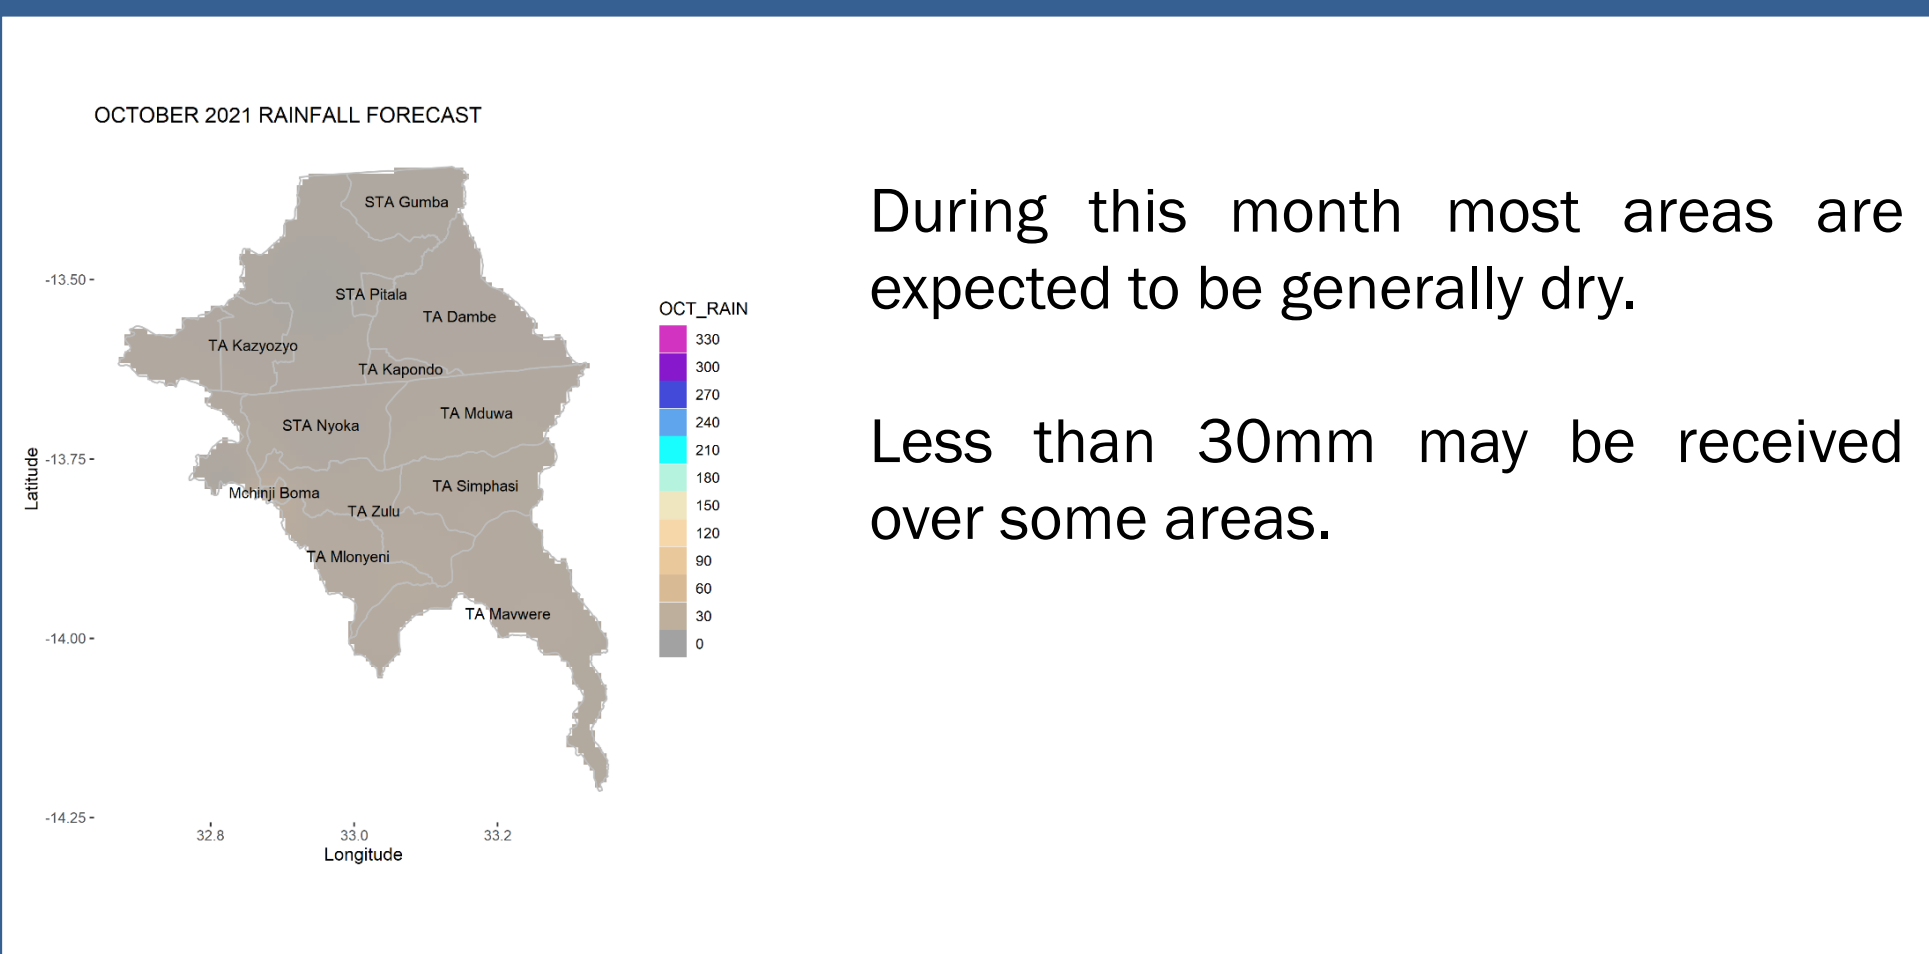 OCTOBER 2021 RAINFALL FORECAST
STA Gumba
-13.50
STA Pitala
TA Dambe
TA Kazyozyo
TA Kapondo
TA Mduwa
STA Nyoka
-13.75
Latitude
TA Simphasi
Mchinji Boma
TA Zulu
TA Mlonyeni
TA Mavwere
-14.00
-14.25
32.8
33.0
33.2
Longitude
OCT_RAIN
330
300
270
240
210
180
150
120
90
60
30
0
During this month most areas are
expected to be generally dry.
Less than 30mm may be received
over some areas.